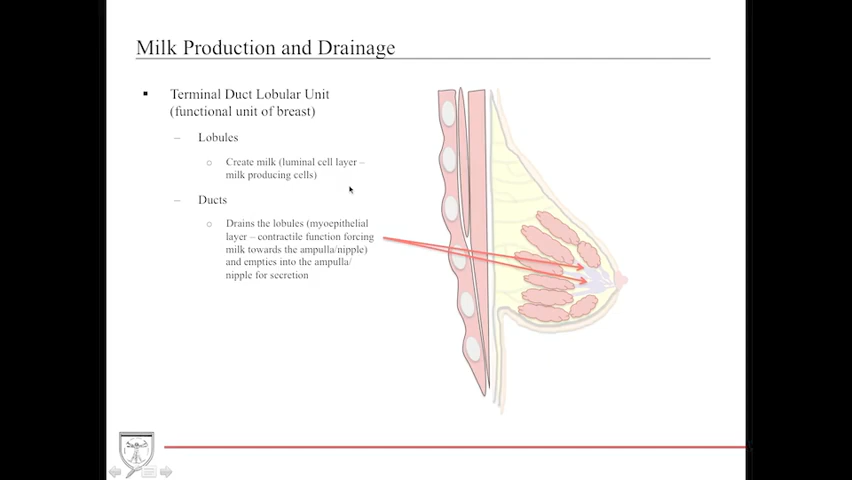 Milk Production and Drainage
▪ Terminal Duct Lobular Unit
(functional unit of breast)
– Lobules
○ Create milk (luminal cell layer –
milk producing cells)
– Ducts
○ Drains the lobules (myoepithelial
layer – contractile function forcing
milk towards the ampulla/nipple)
and empties into the ampulla/
nipple for secretion